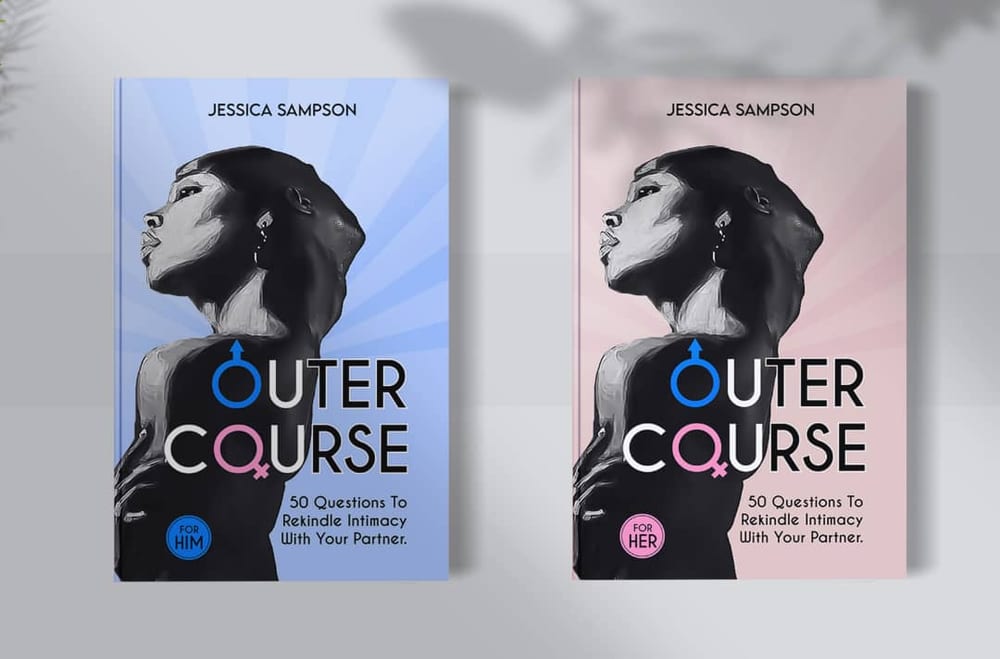 JESSICA SAMPSON
OUTER
COURSE
50 Questions To
Rekindle Intimacy
With Your Partner.
FOR
HIM
JESSICA SAMPSON
OUTER
COURSE
50 Questions To
Rekindle Intimacy
With Your Partner.
FOR
HER